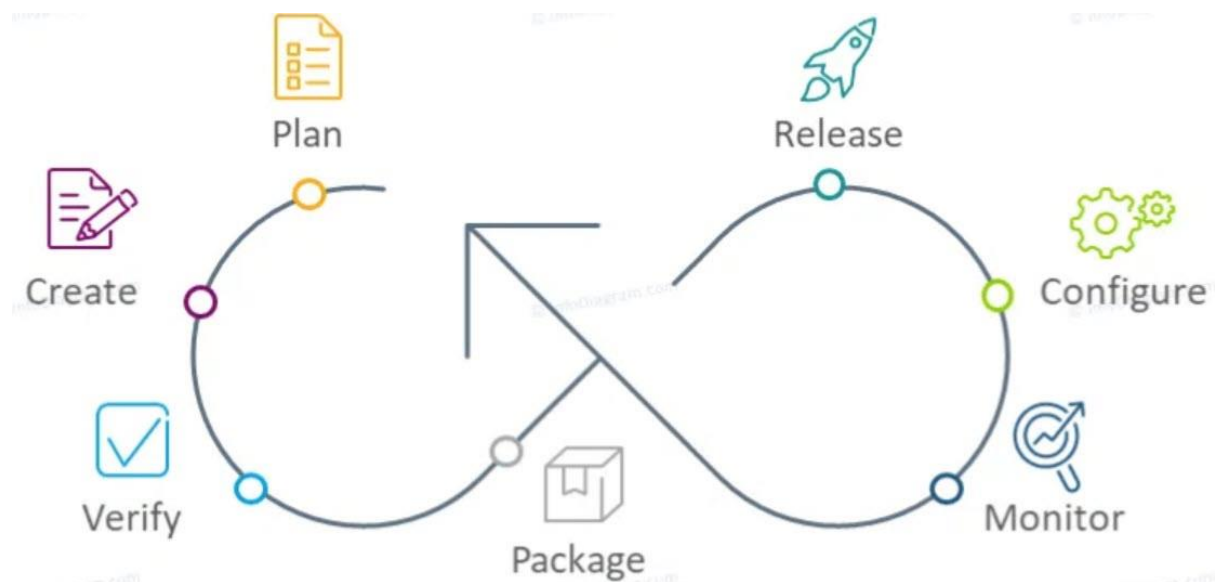 Plan
Release
Create
Configure
Verify
Monitor
Package